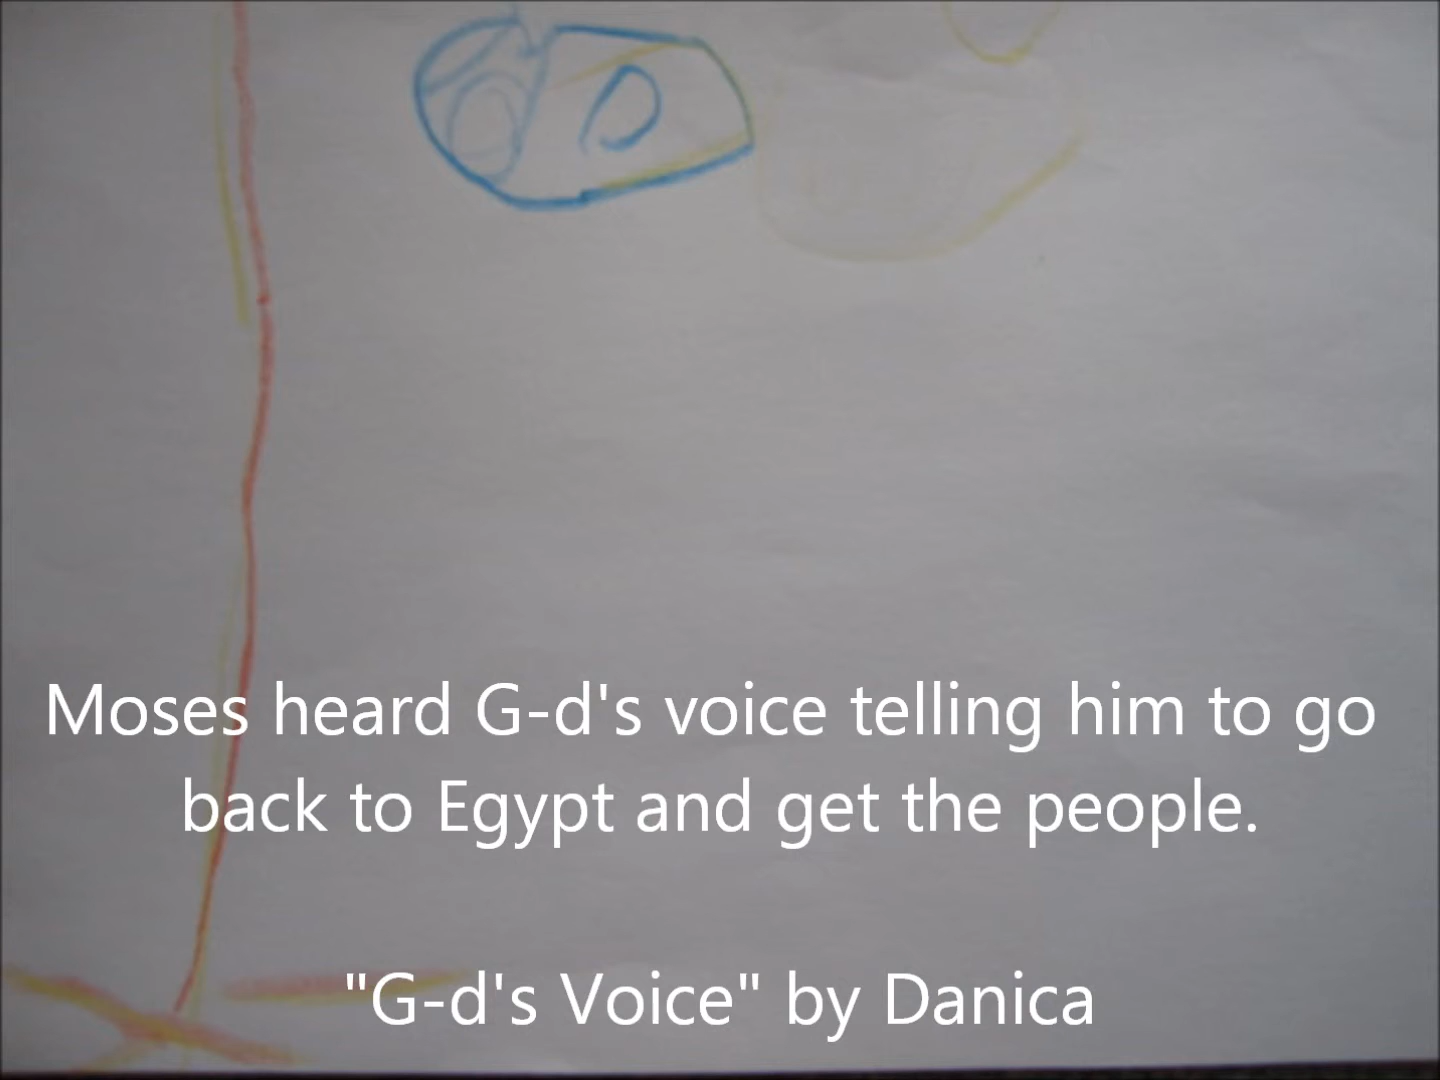 Moses heard G-d's voice telling him to go
back to Egypt and get the people.
"G-d's Voice" by Danica